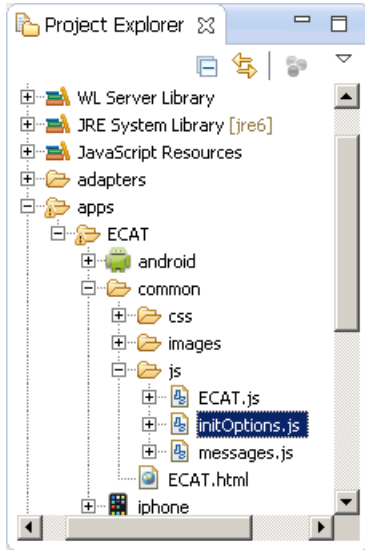 Project Explorer
WL Server Library
JRE System Library [jre6]
JavaScript Resources
adapters
apps
ECAT
android
common
css
images
js
ECAT.js
initOptions.js
messages.js
ECAT.html
iphone